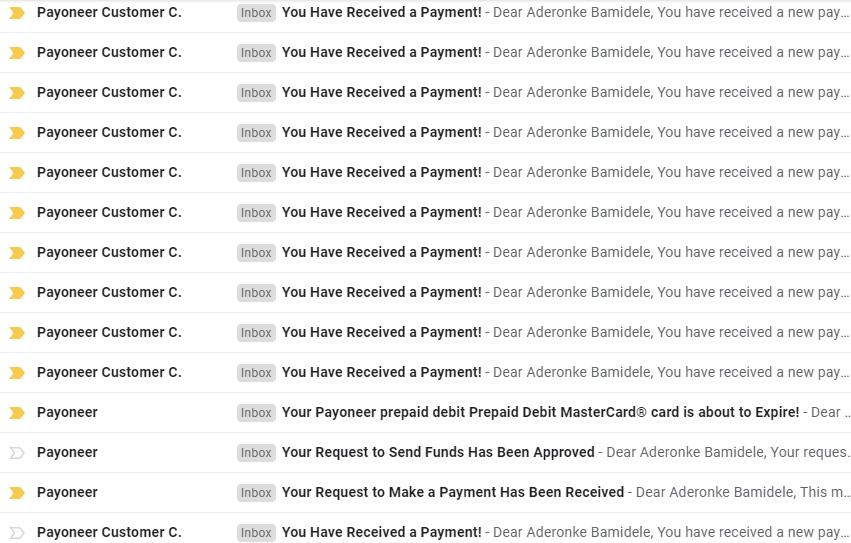 Payoneer Customer C. Inbox You Have Received a Payment! - Dear Aderonke Bamidele, You have received a new pay...
Payoneer Customer C. Inbox You Have Received a Payment! - Dear Aderonke Bamidele, You have received a new pay...
Payoneer Customer C. Inbox You Have Received a Payment! - Dear Aderonke Bamidele, You have received a new pay...
Payoneer Customer C. Inbox You Have Received a Payment! - Dear Aderonke Bamidele, You have received a new pay...
Payoneer Customer C. Inbox You Have Received a Payment! - Dear Aderonke Bamidele, You have received a new pay...
Payoneer Customer C. Inbox You Have Received a Payment! - Dear Aderonke Bamidele, You have received a new pay...
Payoneer Customer C. Inbox You Have Received a Payment! - Dear Aderonke Bamidele, You have received a new pay...
Payoneer Customer C. Inbox You Have Received a Payment! - Dear Aderonke Bamidele, You have received a new pay...
Payoneer Customer C. Inbox You Have Received a Payment! - Dear Aderonke Bamidele, You have received a new pay...
Payoneer Customer C. Inbox You Have Received a Payment! - Dear Aderonke Bamidele, You have received a new pay...
Payoneer Inbox Your Payoneer prepaid debit Prepaid Debit MasterCard® card is about to Expire! - Dear ..
Payoneer Inbox Your Request to Send Funds Has Been Approved - Dear Aderonke Bamidele, Your reques.
Payoneer Inbox Your Request to Make a Payment Has Been Received - Dear Aderonke Bamidele, This m...
Payoneer Customer C. Inbox You Have Received a Payment! - Dear Aderonke Bamidele, You have received a new pay...